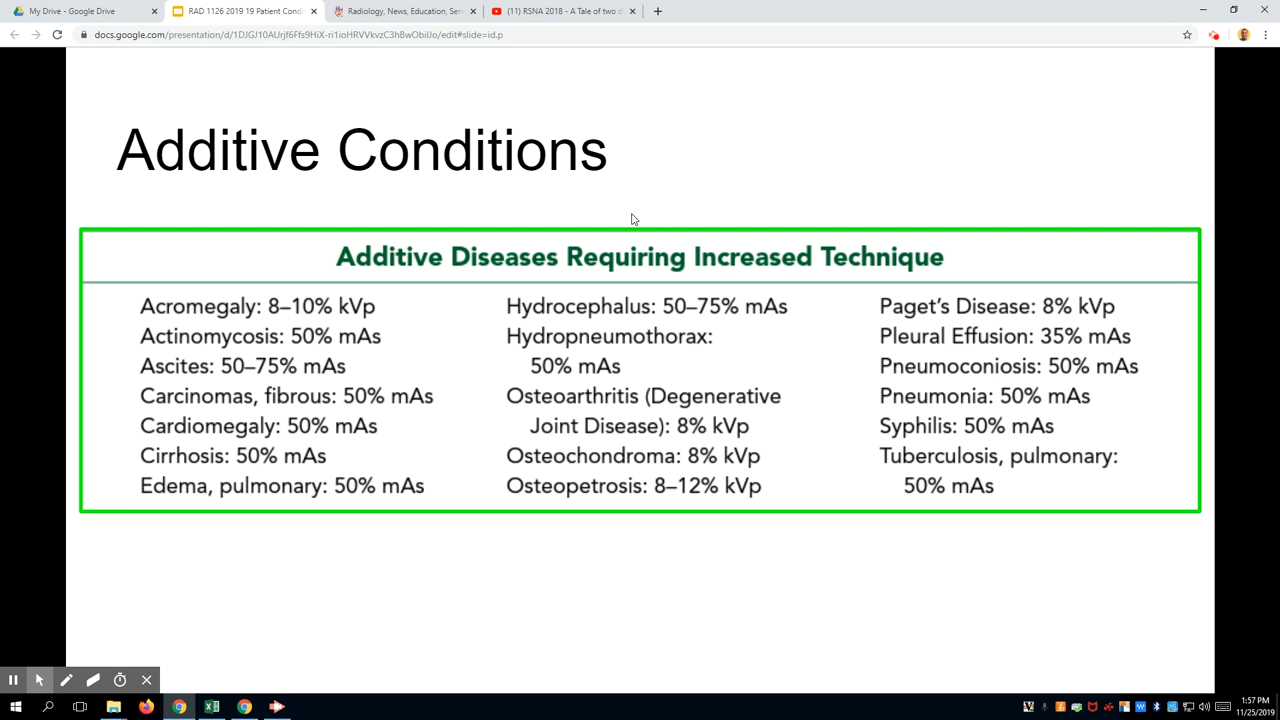 My Drive - Google Drive
RAD 1126 2019 19 Patient Condi
Radiology, News, Education, Ser
(11) RSNA 2018 - A Tale of two d
docs.google.com/presentation/d/1DJGJ10AUrjf6Ffs9HiX-ri1ioHRVVkvzC3hBwObiIJo/edit#slide=id.p
Additive Conditions
Additive Diseases Requiring Increased Technique
Acromegaly: 8–10% kVp
Actinomycosis: 50% mAs
Ascites: 50–75% mAs
Carcinomas, fibrous: 50% mAs
Cardiomegaly: 50% mAs
Cirrhosis: 50% mAs
Edema, pulmonary: 50% mAs
Hydrocephalus: 50–75% mAs
Hydropneumothorax:
50% mAs
Osteoarthritis (Degenerative
Joint Disease): 8% kVp
Osteochondroma: 8% kVp
Osteopetrosis: 8–12% kVp
Paget's Disease: 8% kVp
Pleural Effusion: 35% mAs
Pneumoconiosis: 50% mAs
Pneumonia: 50% mAs
Syphilis: 50% mAs
Tuberculosis, pulmonary:
50% mAs
1:57 PM
11/25/2019